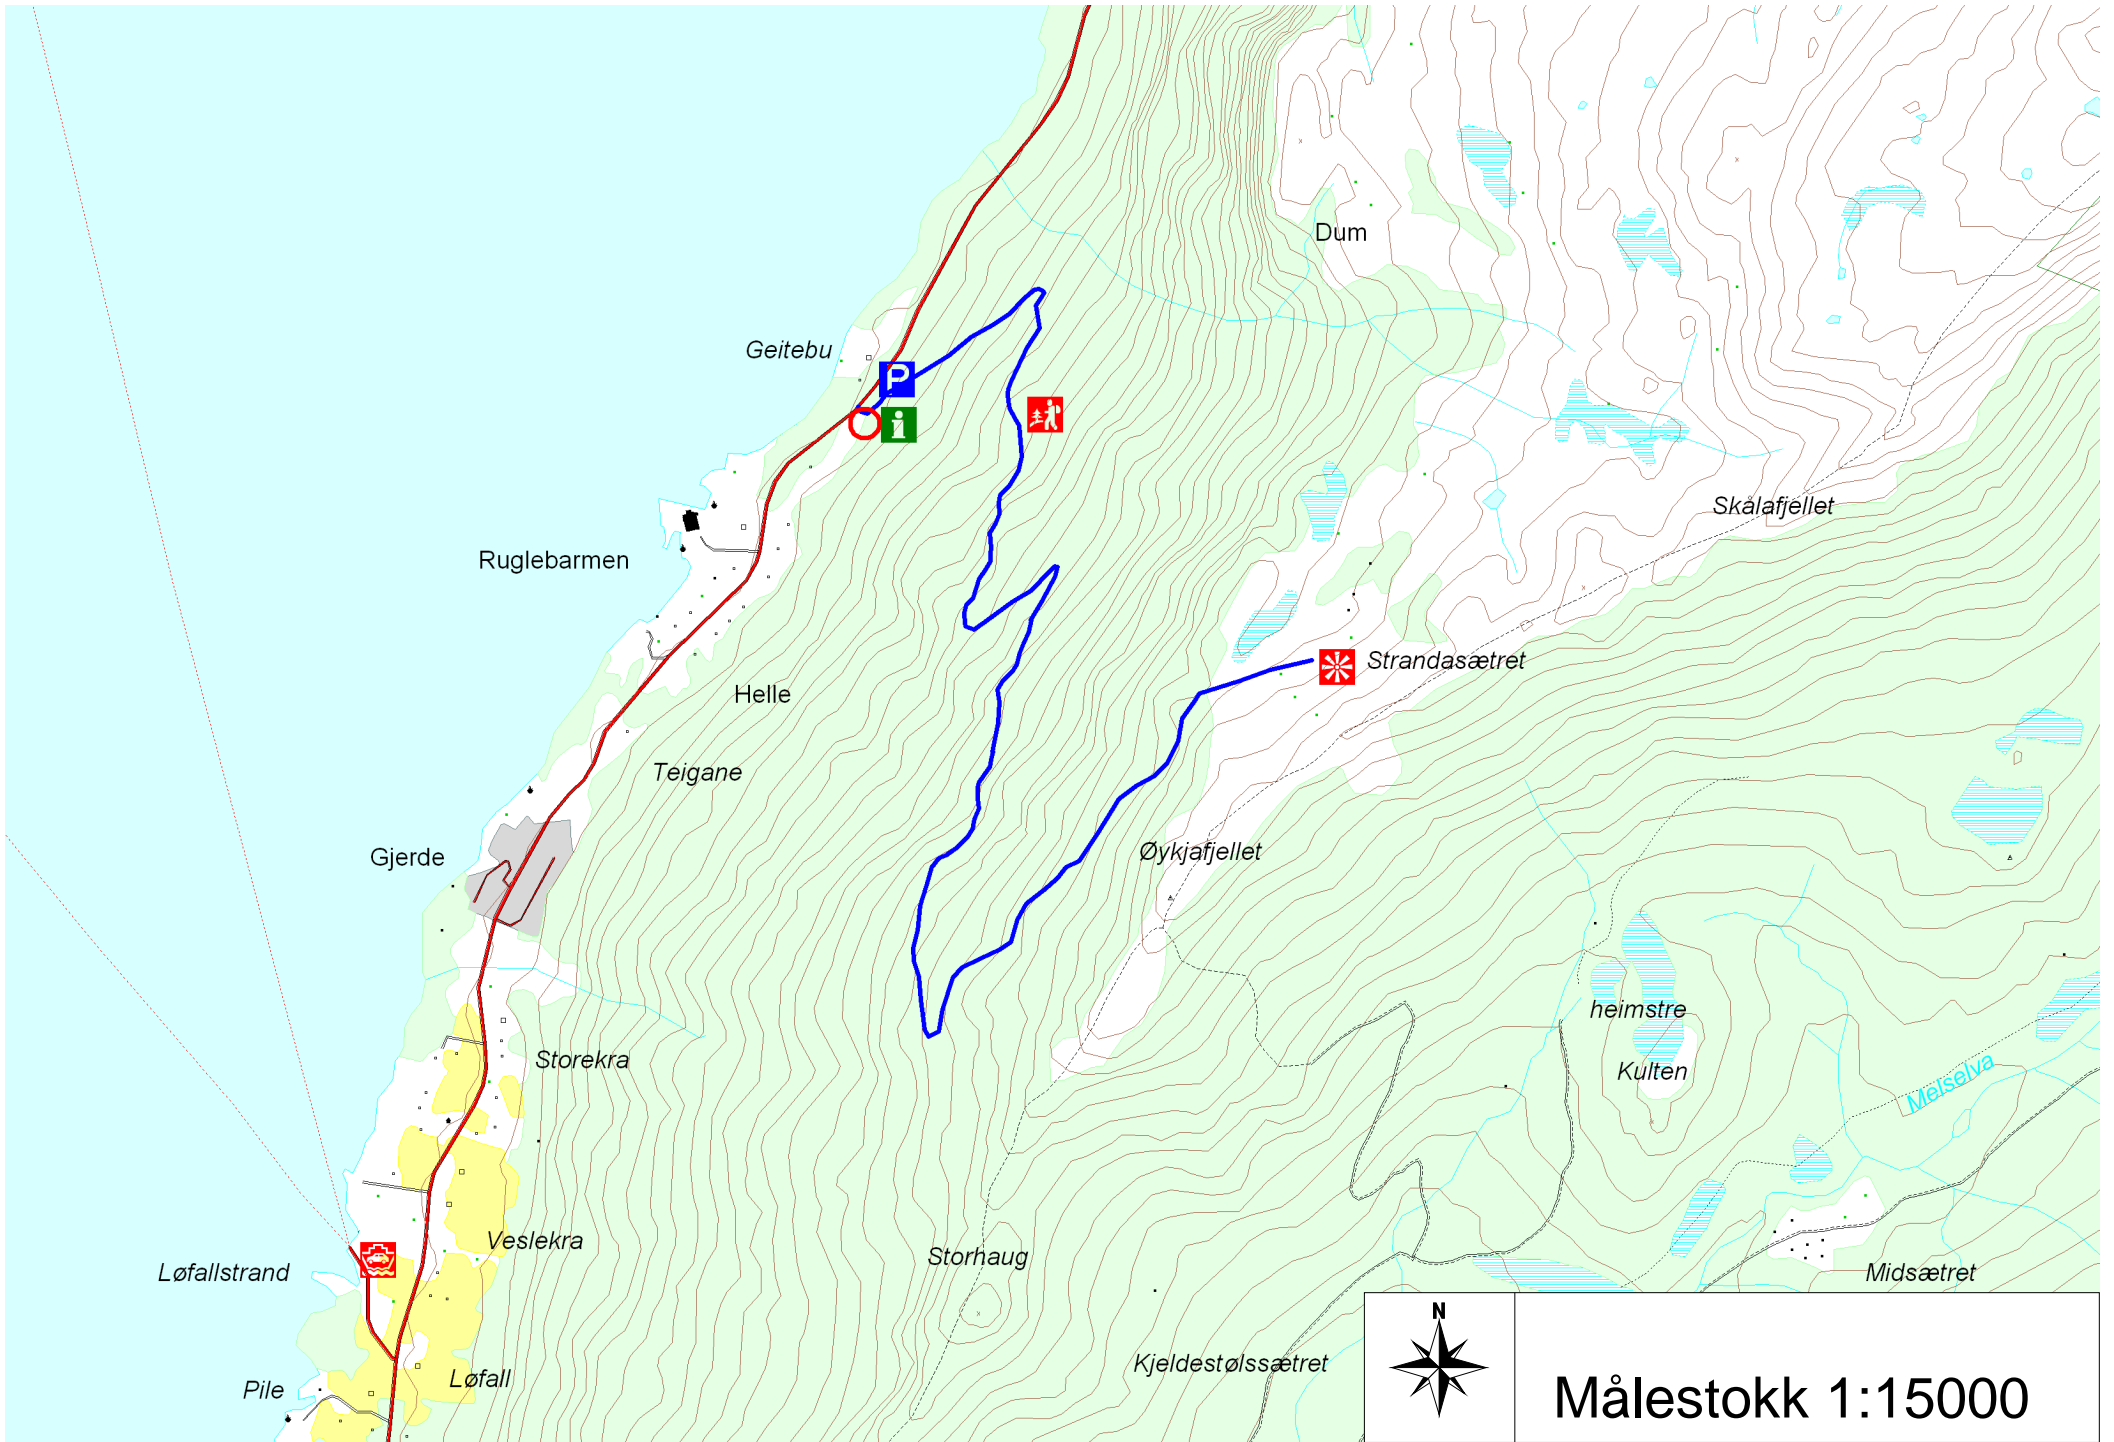 Dum
Geitebu
P
i
Skålafjellet
Ruglebarmen
Strandasætret
Helle
Teigane
Øykjafjellet
Gjerde
heimstre
Storekra
Kulten
Melselva
Veslekra
Storhaug
Løfallstrand
Midsætret
N
Kjeldestølssætret
Løfall
Pile
Målestokk 1:15000